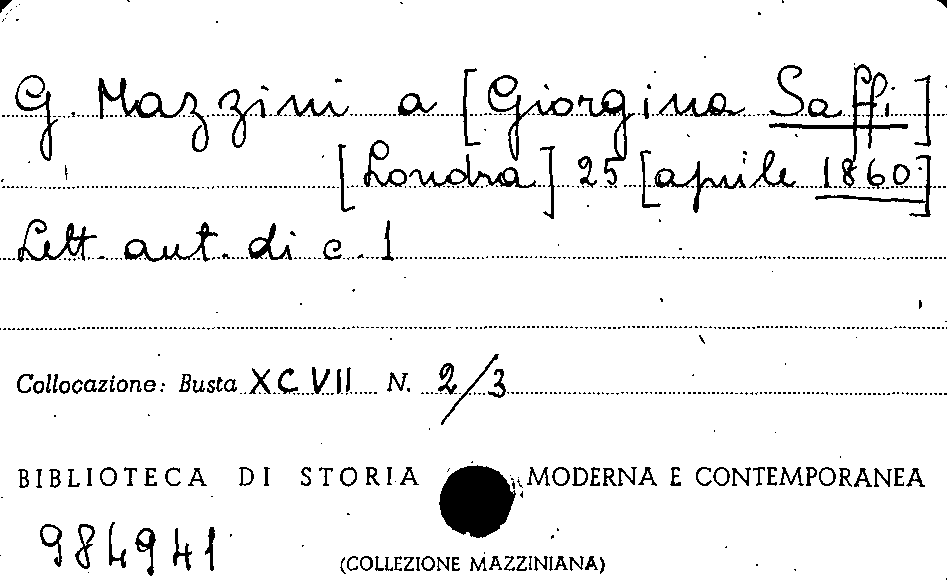 G. Mazzini a [Giorgina Saffi]
[Londra] 25 [aprile 1860]
Lett. aut. di c. 1
Collocazione: Busta XCVII N. 2/3
BIBLIOTECA DI STORIA MODERNA E CONTEMPORANEA
984941
(COLLEZIONE MAZZINIANA)